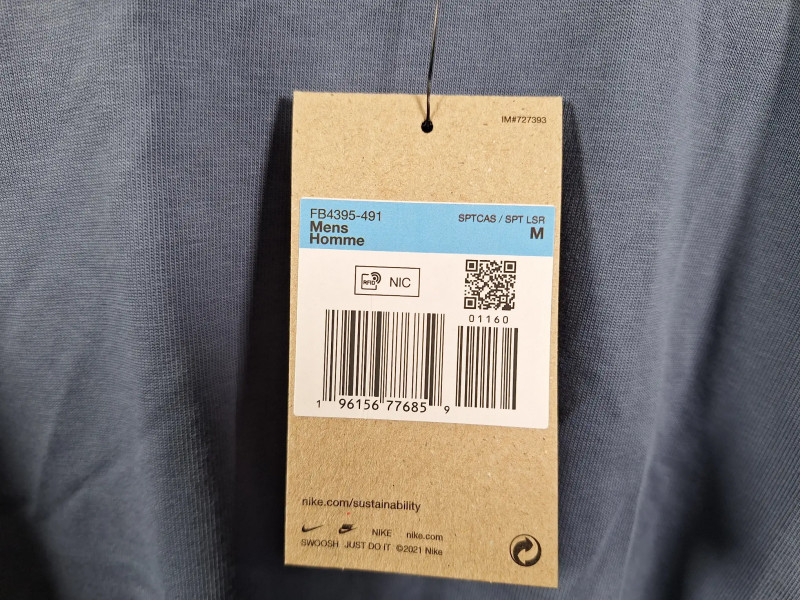 IM#727393
FB4395-491
SPTCAS / SPT LSR
Mens
M
Homme
RFID
NIC
01160
1 96156 77685 9
nike.com/sustainability
NIKE nike.com
SWOOSH JUST DO IT ©2021 Nike